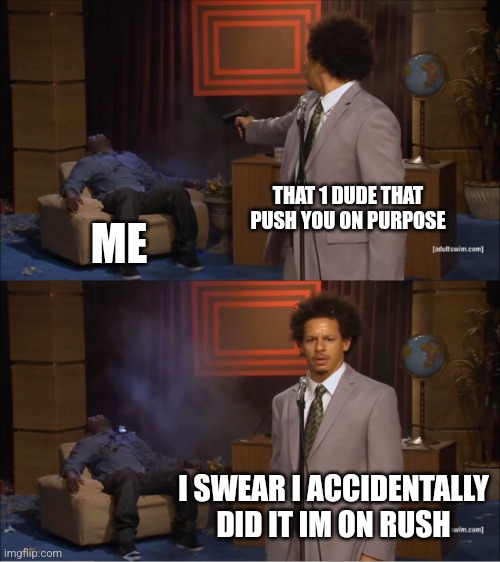 THAT 1 DUDE THAT
PUSH YOU ON PURPOSE
ME
[adultswim.com]
I SWEAR I ACCIDENTALLY
DID IT IM ON RUSH
swim.com]
imgflip.com